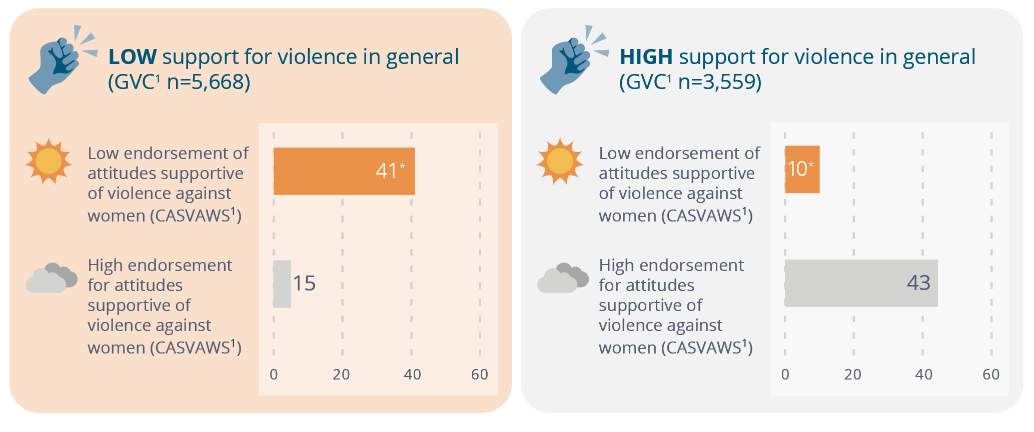 LOW support for violence in general
(GVC¹ n=5,668)
Low endorsement of
attitudes supportive
of violence against
women (CASVAWS¹)
41*
High endorsement
for attitudes
supportive of
violence against
women (CASVAWS¹)
15
0 20 40 60
HIGH support for violence in general
(GVC¹ n=3,559)
Low endorsement of
attitudes supportive
of violence against
women (CASVAWS¹)
10*
High endorsement
for attitudes
supportive of
violence against
women (CASVAWS¹)
43
0 20 40 60